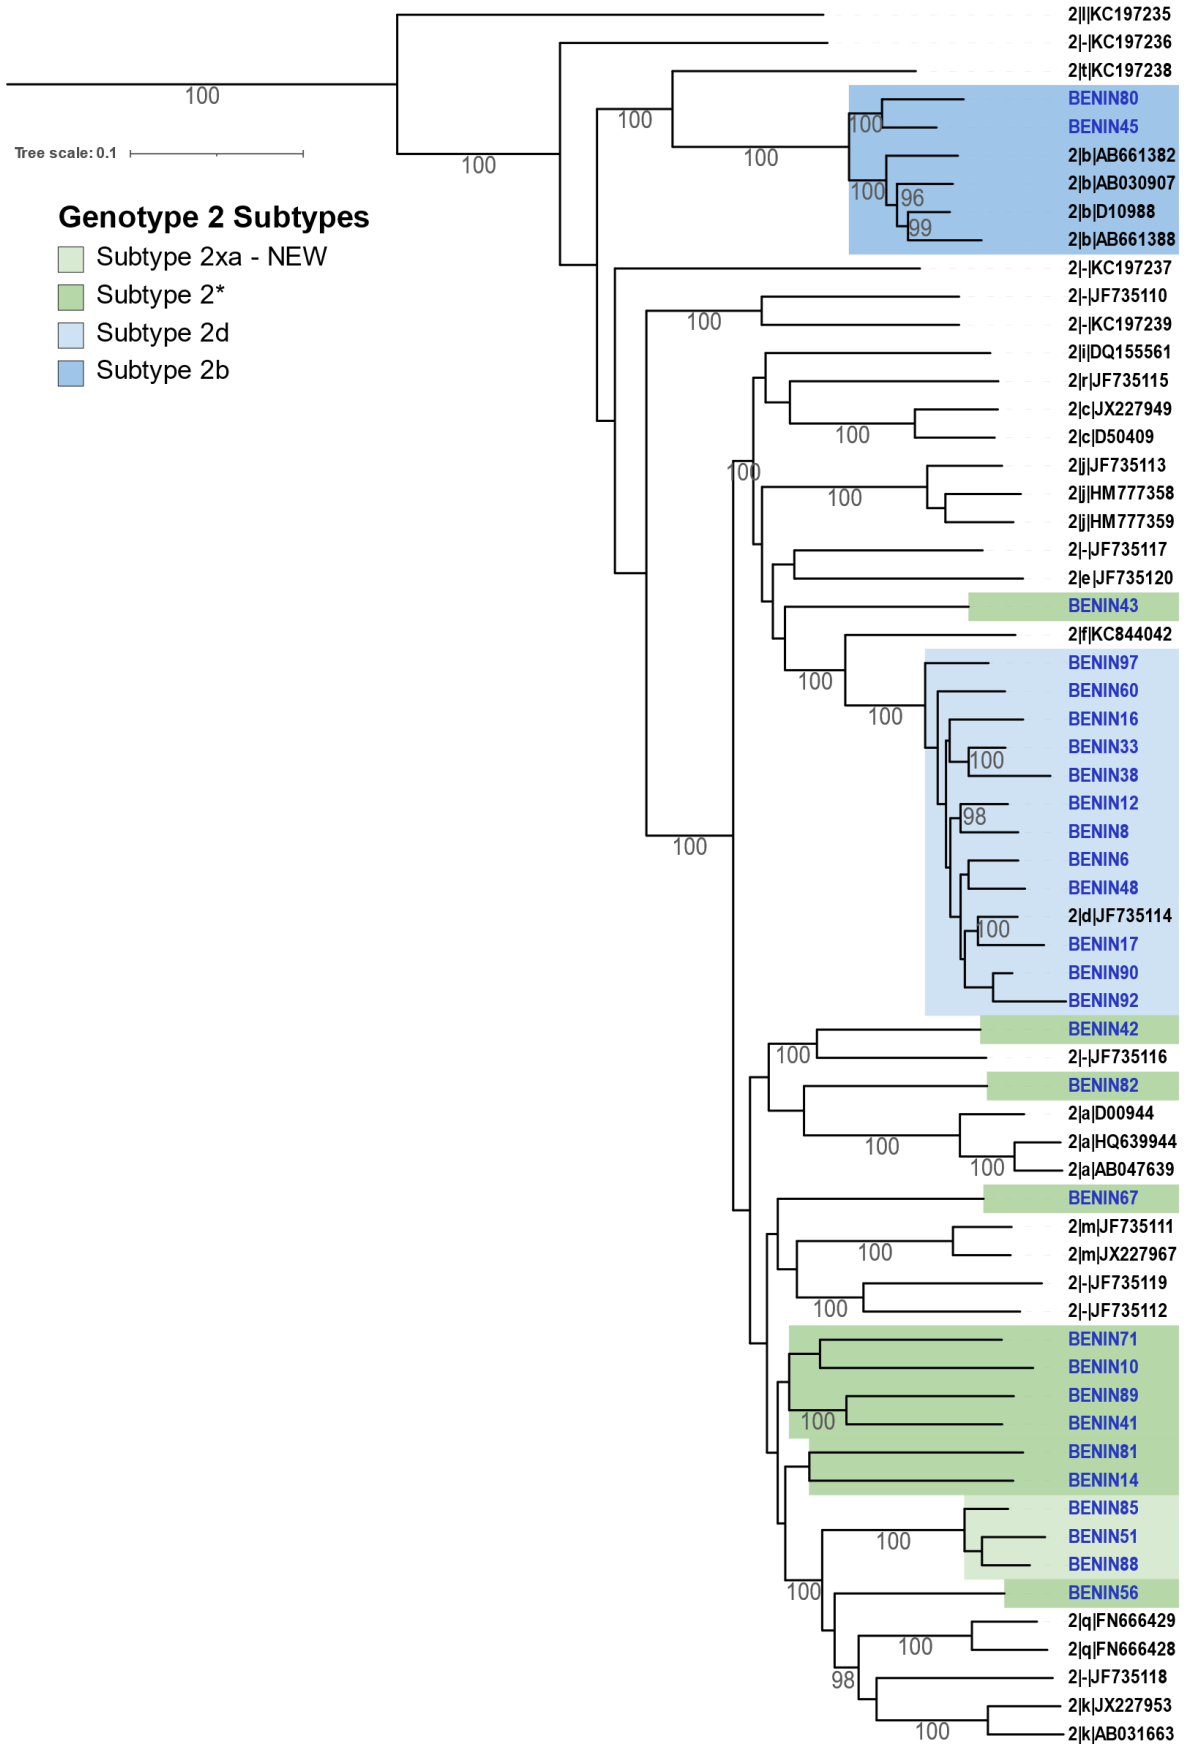 2|l|KC197235
2|-|KC197236
2|t|KC197238
100
BENIN80
100
BENIN45
100
Tree scale: 0.1
100
100
2|b|AB661382
2|b|AB030907
100
96
2|b|D10988
99
2|b|AB661388
Genotype 2 Subtypes
Subtype 2xa - NEW
Subtype 2*
Subtype 2d
Subtype 2b
2|-|KC197237
2|-|JF735110
100
2|-|KC197239
2|i|DQ155561
2|r|JF735115
2|c|JX227949
100
2|c|D50409
2|j|JF735113
100
2|j|HM777358
100
2|j|HM777359
2|-|JF735117
2|e|JF735120
BENIN43
2|f|KC844042
BENIN97
100
BENIN60
100
BENIN16
BENIN33
100
BENIN38
BENIN12
98
BENIN8
100
BENIN6
BENIN48
2|d|JF735114
100
BENIN17
BENIN90
BENIN92
BENIN42
100
2|-|JF735116
BENIN82
2|a|D00944
2|a|HQ639944
100
2|a|AB047639
100
BENIN67
2|m|JF735111
2|m|JX227967
100
2|-|JF735119
2|-|JF735112
100
BENIN71
BENIN10
BENIN89
100
BENIN41
BENIN81
BENIN14
BENIN85
BENIN51
100
BENIN88
100
BENIN56
2|q|FN666429
100
2|q|FN666428
2|-|JF735118
98
2|k|JX227953
100
2|k|AB031663